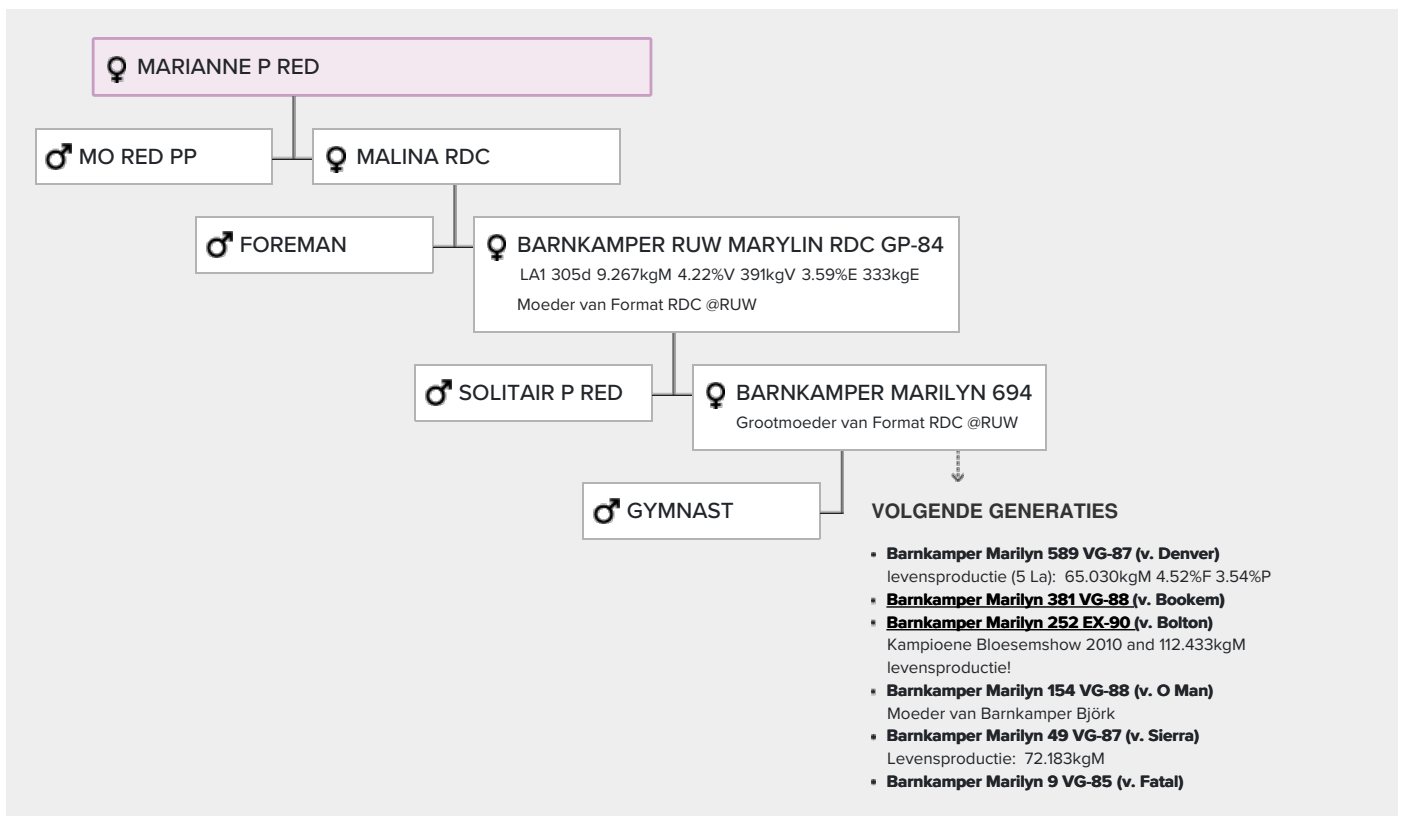 MARIANNE P RED
MO RED PP
MALINA RDC
FOREMAN
BARNKAMPER RUW MARYLIN RDC GP-84
LA1 305d 9.267kgM 4.22%V 391kgV 3.59%E 333kgE
Moeder van Format RDC @RUW
SOLITAIR P RED
BARNKAMPER MARILYN 694
Grootmoeder van Format RDC @RUW
GYMNAST
VOLGENDE GENERATIES
Barnkamper Marilyn 589 VG-87 (v. Denver)
levensproductie (5 La): 65.030kgM 4.52%F 3.54%P
Barnkamper Marilyn 381 VG-88 (v. Bookem)
Barnkamper Marilyn 252 EX-90 (v. Bolton)
Kampioene Bloesemshow 2010 and 112.433kgM
levensproductie!
Barnkamper Marilyn 154 VG-88 (v. O Man)
Moeder van Barnkamper Björk
Barnkamper Marilyn 49 VG-87 (v. Sierra)
Levensproductie: 72.183kgM
Barnkamper Marilyn 9 VG-85 (v. Fatal)